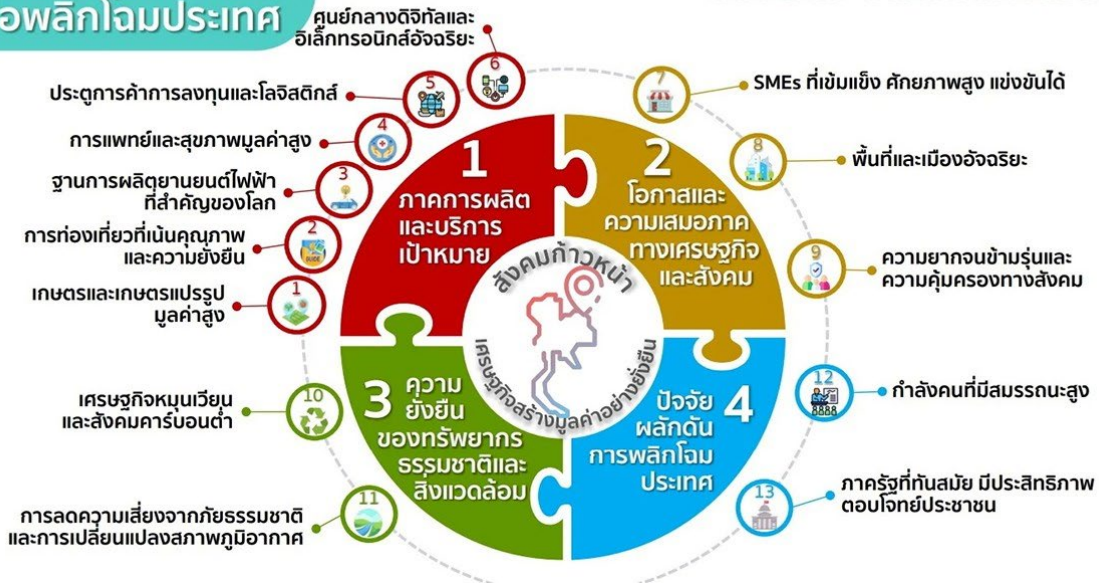 อพลิกโฉมประเทศ
ศูนย์กลางดิจิทัลและ
อิเล็กทรอนิกส์อัจฉริยะ
6
5
ประตูการค้าการลงทุนและโลจิสติกส์
4
การแพทย์และสุขภาพมูลค่าสูง
3
ฐานการผลิตยานยนต์ไฟฟ้า
ที่สำคัญของโลก
2
การท่องเที่ยวที่เน้นคุณภาพ
และความยั่งยืน
GUIDE
1
เกษตรและเกษตรแปรรูป
มูลค่าสูง
7
SMEs ที่เข้มแข็ง ศักยภาพสูง แข่งขันได้
8
พื้นที่และเมืองอัจฉริยะ
9
ความยากจนข้ามรุ่นและ
ความคุ้มครองทางสังคม
1
ภาคการผลิต
และบริการ
เป้าหมาย
2
โอกาสและ
ความเสมอภาค
ทางเศรษฐกิจ
และสังคม
สังคมก้าวหน้า
เศรษฐกิจสร้างมูลค่าอย่างยั่งยืน
3
ความ
ยั่งยืน
ของทรัพยากร
ธรรมชาติและ
สิ่งแวดล้อม
4
ปัจจัย
ผลักดัน
การพลิกโฉม
ประเทศ
10
เศรษฐกิจหมุนเวียน
และสังคมคาร์บอนต่ำ
11
การลดความเสี่ยงจากภัยธรรมชาติ
และการเปลี่ยนแปลงสภาพภูมิอากาศ
12
กำลังคนที่มีสมรรถนะสูง
13
ภาครัฐที่ทันสมัย มีประสิทธิภาพ
ตอบโจทย์ประชาชน